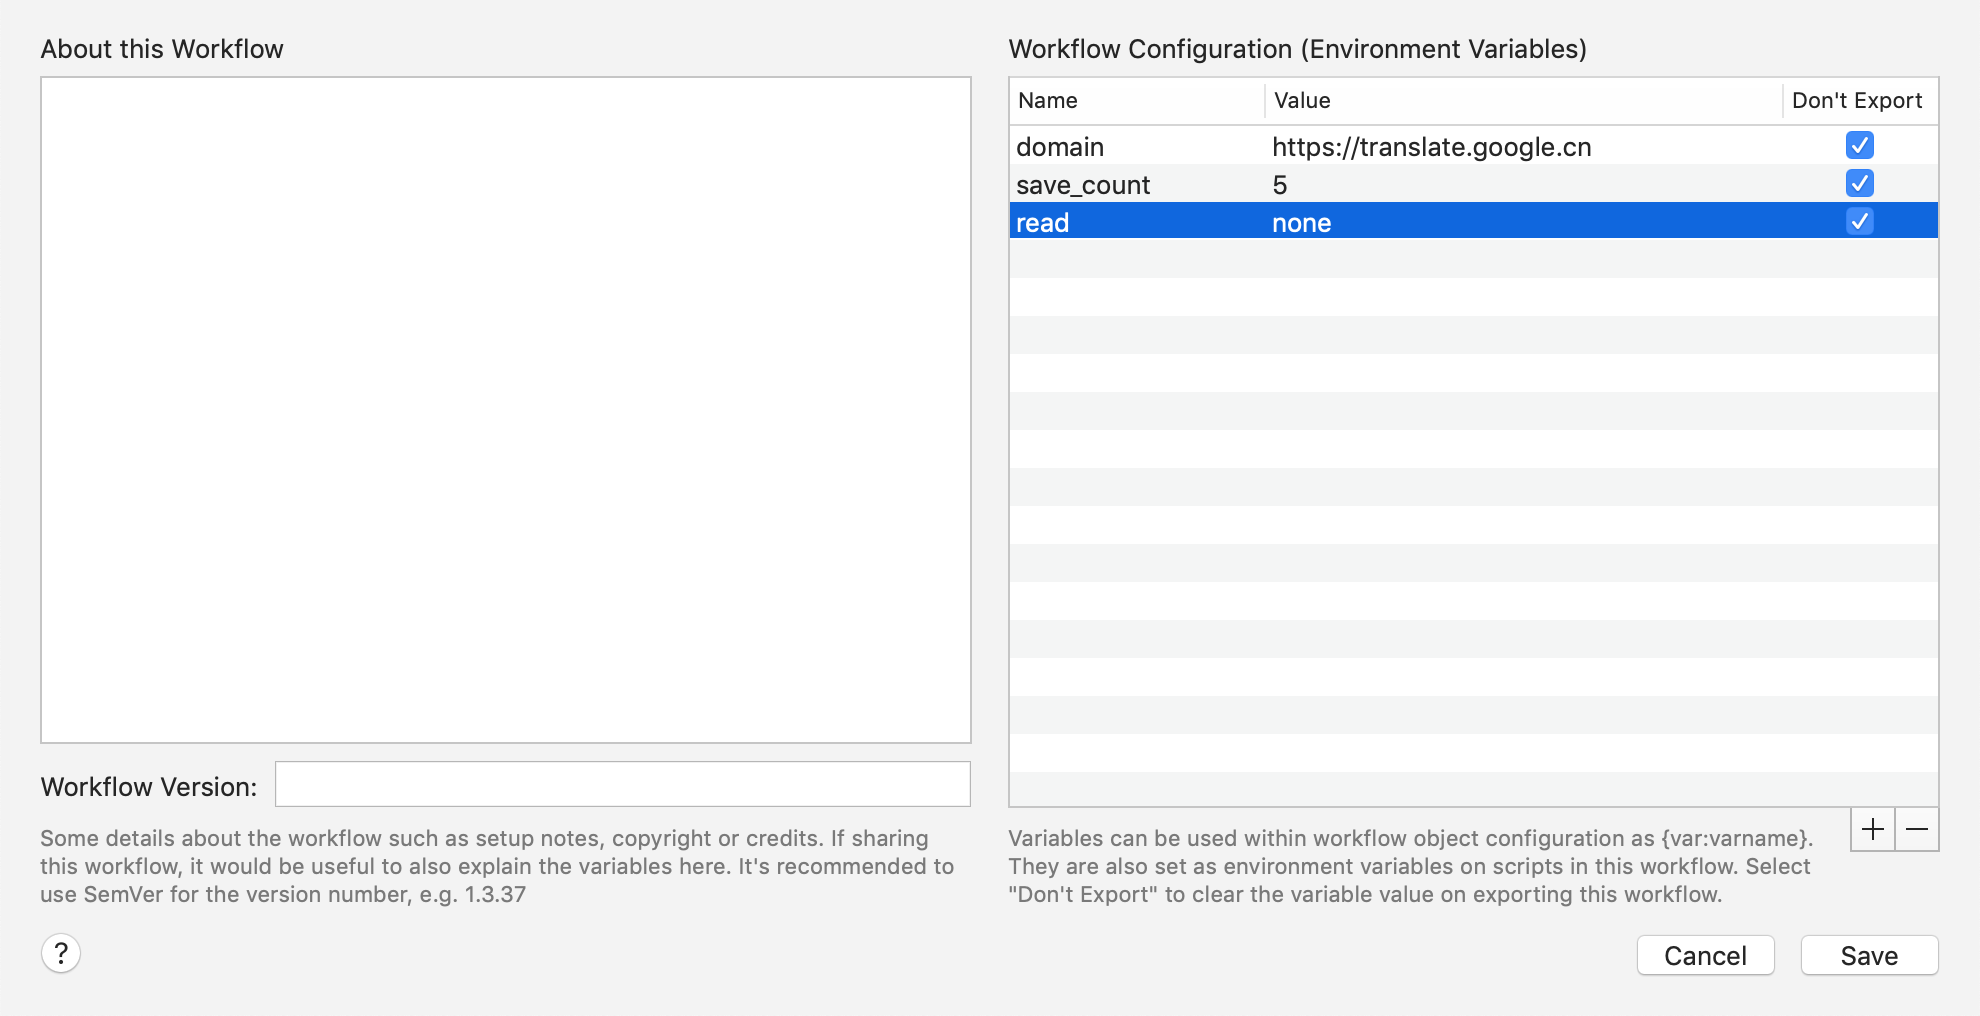 About this Workflow
Workflow Version:
Some details about the workflow such as setup notes, copyright or credits. If sharing
this workflow, it would be useful to also explain the variables here. It's recommended to
use SemVer for the version number, e.g. 1.3.37
?
Workflow Configuration (Environment Variables)
Name Value Don't Export
domain https://translate.google.cn
save_count 5
read none
Variables can be used within workflow object configuration as {var:varname}.
They are also set as environment variables on scripts in this workflow. Select
"Don't Export" to clear the variable value on exporting this workflow.
Cancel Save